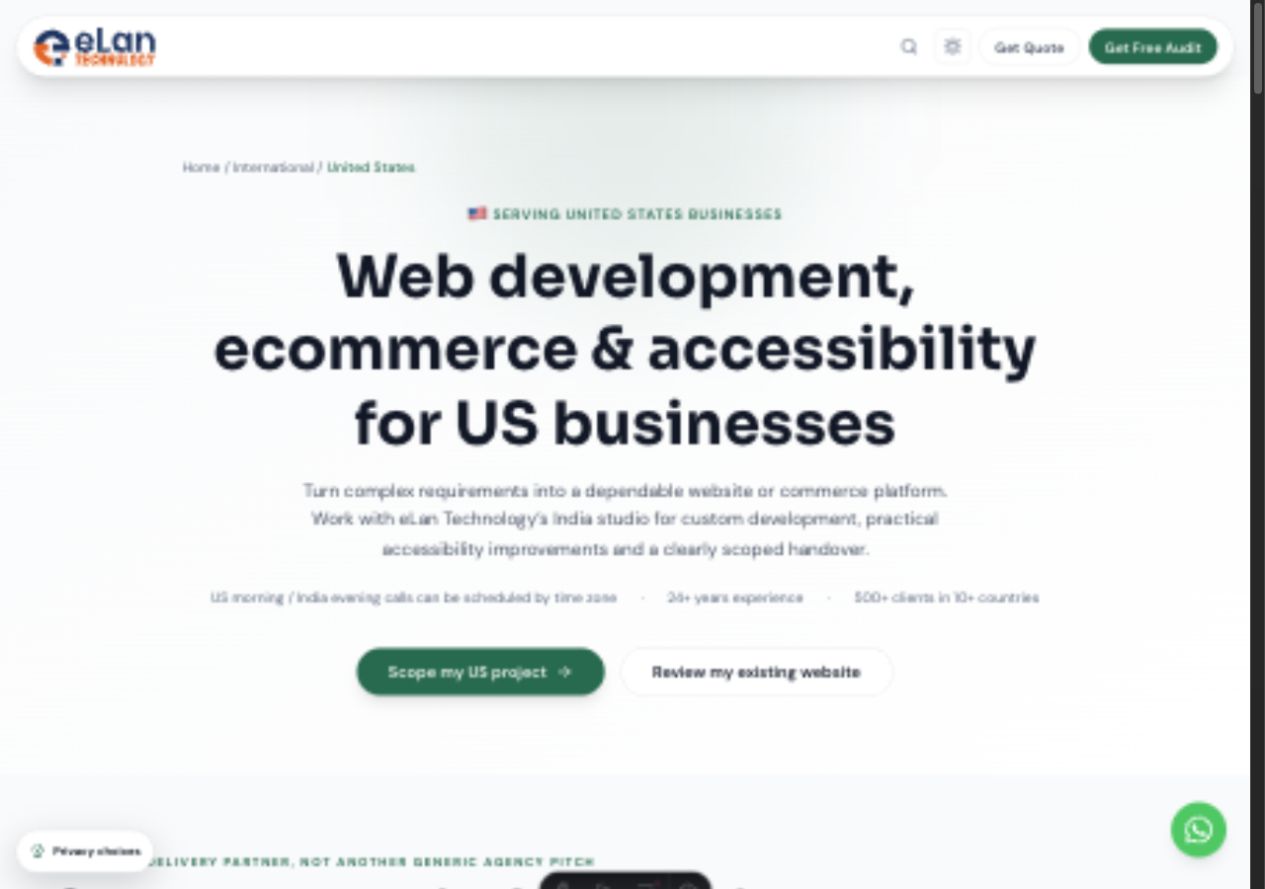 eLan
TECHNOLOGY
Get Quote
Get Free Audit
Home / International / United States
SERVING UNITED STATES BUSINESSES
Web development,
ecommerce & accessibility
for US businesses
Turn complex requirements into a dependable website or commerce platform.
Work with eLan Technology's India studio for custom development, practical
accessibility improvements and a clearly scoped handover.
US morning / India evening calls can be scheduled by time zone · 24+ years experience · 500+ clients in 10+ countries
Scope my US project →
Review my existing website
Privacy choices
DELIVERY PARTNER, NOT ANOTHER GENERIC AGENCY PITCH